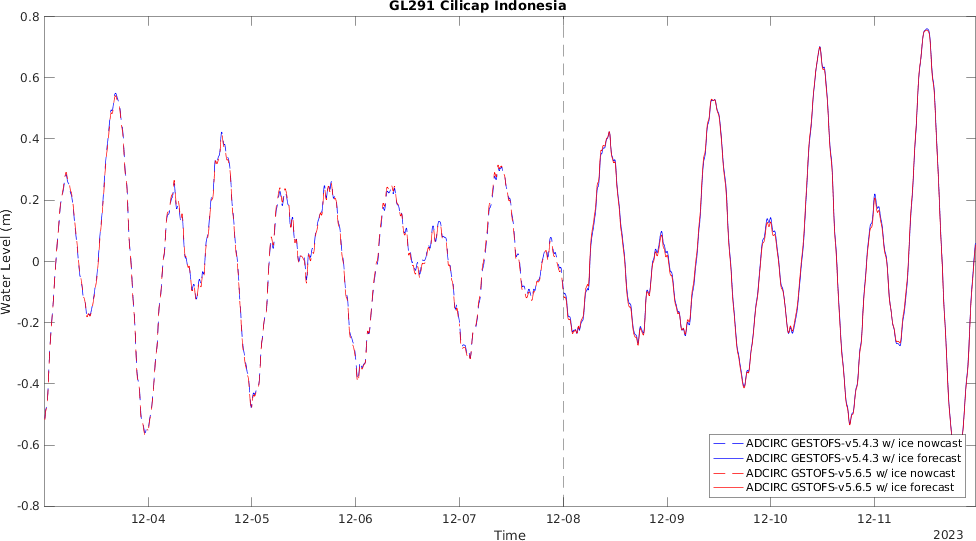 GL291 Cilicap Indonesia
0.8
0.6
0.4
0.2
0
-0.2
-0.4
-0.6
-0.8
Water Level (m)
12-04
12-05
12-06
12-07
12-08
12-09
12-10
12-11
Time
2023
ADCIRC GESTOFS-v5.4.3 w/ ice nowcast
ADCIRC GESTOFS-v5.4.3 w/ ice forecast
ADCIRC GSTOFS-v5.6.5 w/ ice nowcast
ADCIRC GSTOFS-v5.6.5 w/ ice forecast